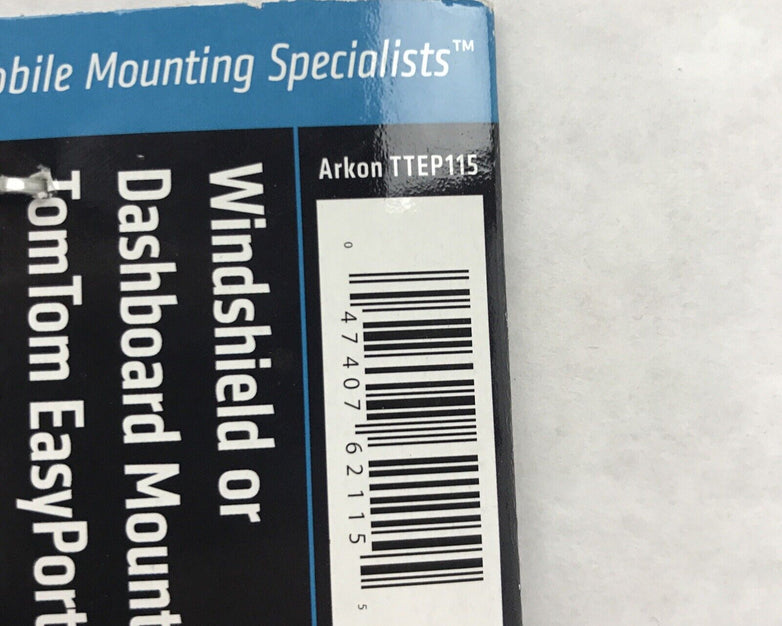 obile Mounting Specialists™
Arkon TTEP115
Windshield or
Dashboard Mount
TomTom EasyPort
0 47407 62115 5